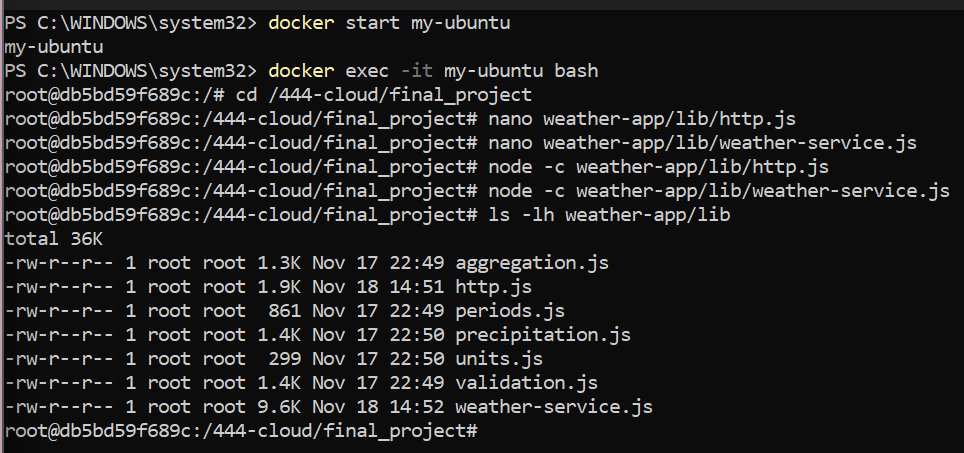 PS C:\WINDOWS\system32> docker start my-ubuntu
my-ubuntu
PS C:\WINDOWS\system32> docker exec -it my-ubuntu bash
root@db5bd59f689c:/# cd /444-cloud/final_project
root@db5bd59f689c:/444-cloud/final_project# nano weather-app/lib/http.js
root@db5bd59f689c:/444-cloud/final_project# nano weather-app/lib/weather-service.js
root@db5bd59f689c:/444-cloud/final_project# node -c weather-app/lib/http.js
root@db5bd59f689c:/444-cloud/final_project# node -c weather-app/lib/weather-service.js
root@db5bd59f689c:/444-cloud/final_project# ls -lh weather-app/lib
total 36K
-rw-r--r-- 1 root root 1.3K Nov 17 22:49 aggregation.js
-rw-r--r-- 1 root root 1.9K Nov 18 14:51 http.js
-rw-r--r-- 1 root root  861 Nov 17 22:49 periods.js
-rw-r--r-- 1 root root 1.4K Nov 17 22:50 precipitation.js
-rw-r--r-- 1 root root  299 Nov 17 22:50 units.js
-rw-r--r-- 1 root root 1.4K Nov 17 22:49 validation.js
-rw-r--r-- 1 root root 9.6K Nov 18 14:52 weather-service.js
root@db5bd59f689c:/444-cloud/final_project#